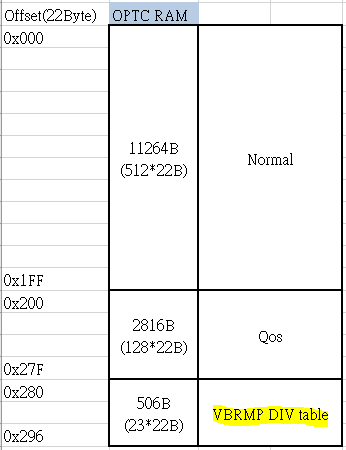 Offset(22Byte) OPTC RAM
0x000
11264B
(512*22B)
Normal
0x1FF
0x200
2816B
(128*22B)
Qos
0x27F
0x280
506B
(23*22B)
VBRMP DIV table
0x296